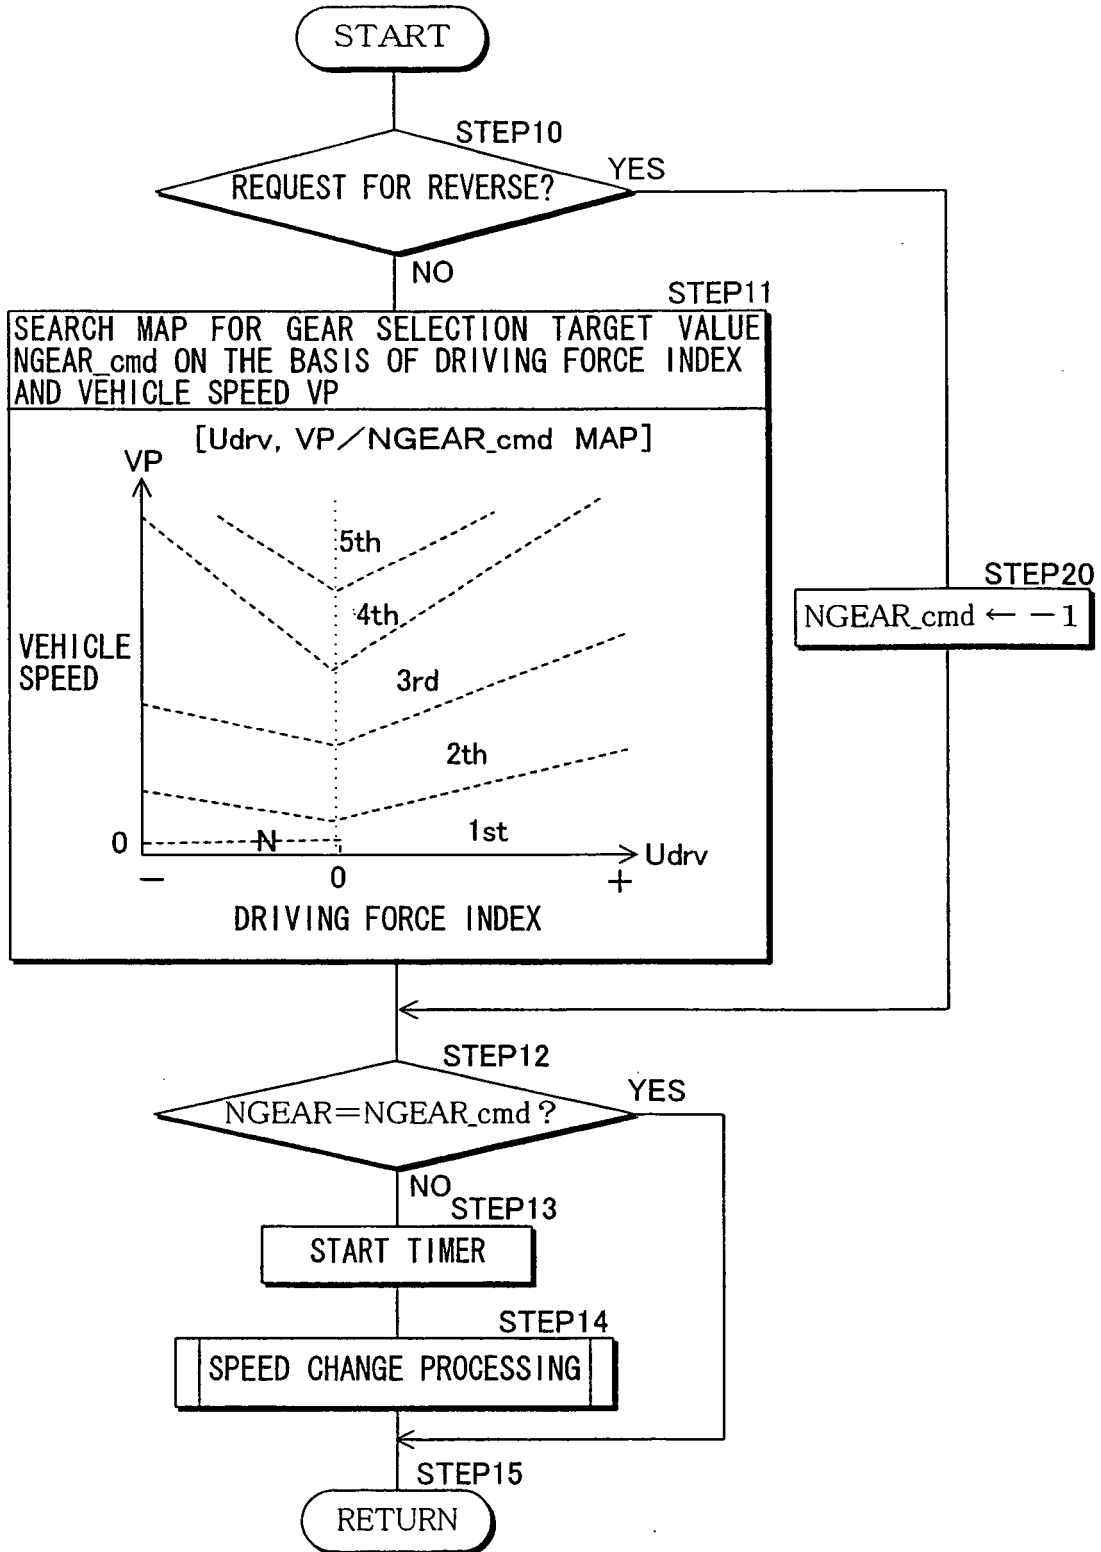 START
STEP10
REQUEST FOR REVERSE?
YES
NO
STEP11
SEARCH MAP FOR GEAR SELECTION TARGET VALUE
NGEAR_cmd ON THE BASIS OF DRIVING FORCE INDEX
AND VEHICLE SPEED VP
[Udrv, VP/NGEAR_cmd MAP]
VP
5th
4th
VEHICLE
SPEED
3rd
2th
1st
N
0
Udrv
−
0
+
DRIVING FORCE INDEX
STEP20
NGEAR_cmd ← −1
STEP12
NGEAR=NGEAR_cmd?
YES
NO
STEP13
START TIMER
STEP14
SPEED CHANGE PROCESSING
STEP15
RETURN